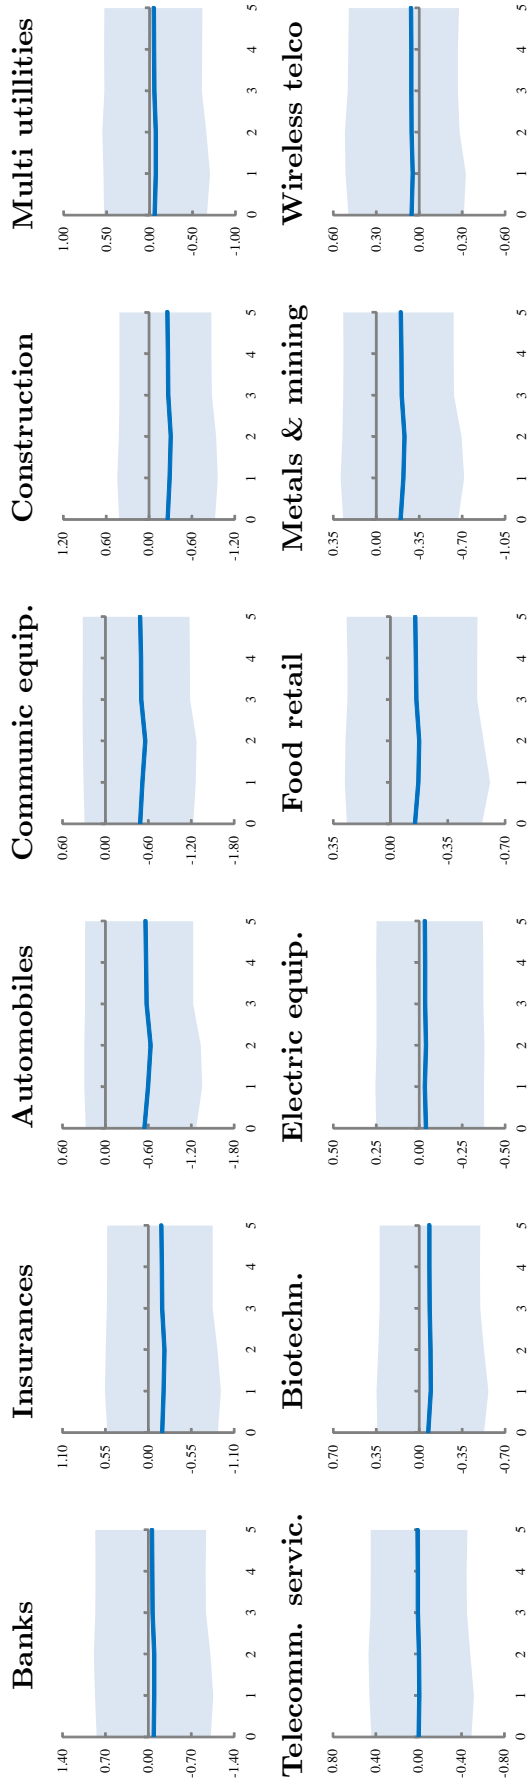 Banks
1.40
0.70
0.00
-0.70
-1.40
0 1 2 3 4 5
Insurances
1.10
0.55
0.00
-0.55
-1.10
0 1 2 3 4 5
Automobiles
0.60
0.00
-0.60
-1.20
-1.80
0 1 2 3 4 5
Communic equip.
0.60
0.00
-0.60
-1.20
-1.80
0 1 2 3 4 5
Construction
1.20
0.60
0.00
-0.60
-1.20
0 1 2 3 4 5
Multi utillities
1.00
0.50
0.00
-0.50
-1.00
0 1 2 3 4 5
Telecomm. servic.
0.80
0.40
0.00
-0.40
-0.80
0 1 2 3 4 5
Biotechn.
0.70
0.35
0.00
-0.35
-0.70
0 1 2 3 4 5
Electric equip.
0.50
0.25
0.00
-0.25
-0.50
0 1 2 3 4 5
Food retail
0.35
0.00
-0.35
-0.70
0 1 2 3 4 5
Metals & mining
0.35
0.00
-0.35
-0.70
-1.05
0 1 2 3 4 5
Wireless telco
0.60
0.30
0.00
-0.30
-0.60
0 1 2 3 4 5